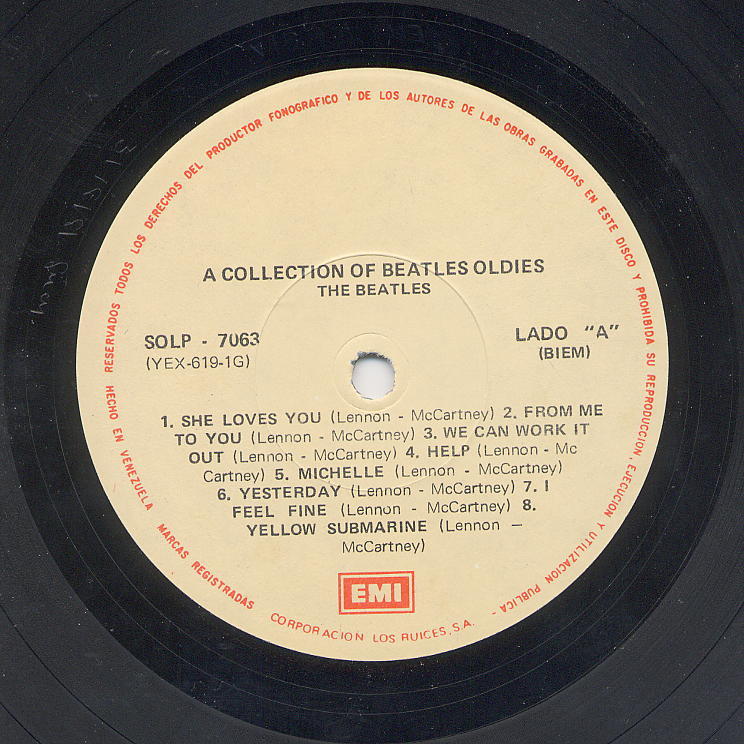 HECHO EN VENEZUELA MARCAS REGISTRADAS
RESERVADOS TODOS LOS DERECHOS DEL PRODUCTOR FONOGRAFICO Y DE LOS AUTORES DE LAS OBRAS GRABADAS EN ESTE DISCO Y PROHIBIDA SU REPRODUCCION, EJECUCION Y UTILIZACION PUBLICA -
A COLLECTION OF BEATLES OLDIES
THE BEATLES
SOLP - 7063
(YEX-619-1G)
LADO "A"
(BIEM)
1. SHE LOVES YOU (Lennon - McCartney) 2. FROM ME
TO YOU (Lennon - McCartney) 3. WE CAN WORK IT
OUT (Lennon - McCartney) 4. HELP (Lennon - Mc
Cartney) 5. MICHELLE (Lennon - McCartney)
6. YESTERDAY (Lennon - McCartney) 7. I
FEEL FINE (Lennon - McCartney) 8.
YELLOW SUBMARINE (Lennon –
McCartney)
EMI
CORPORACION LOS RUICES, S.A.